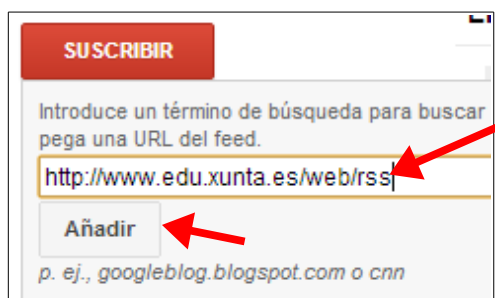 SUSCRIBIR
Introduce un término de búsqueda para buscar
pega una URL del feed.
http://www.edu.xunta.es/web/rss
Añadir
p. ej., googleblog.blogspot.com o cnn